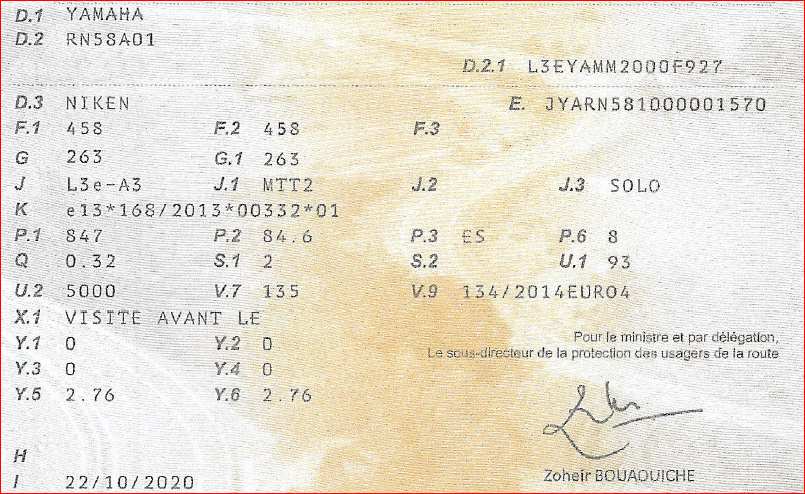 D.1 YAMAHA
D.2 RN58A01
D.2.1 L3EYAMM2000F927
D.3 NIKEN E. JYARN581000001570
F.1 458 F.2 458 F.3
G 263 G.1 263
J L3e-A3 J.1 MTT2 J.2 J.3 SOLO
K e13*168/2013*00332*01
P.1 847 P.2 84.6 P.3 ES P.6 8
Q 0.32 S.1 2 S.2 U.1 93
U.2 5000 V.7 135 V.9 134/2014EURO4
X.1 VISITE AVANT LE
Y.1 0 Y.2 0
Pour le ministre et par délégation,
Le sous-directeur de la protection des usagers de la route
Y.3 0 Y.4 0
Y.5 2.76 Y.6 2.76
H
Zoheir BOUAOUICHE
I 22/10/2020